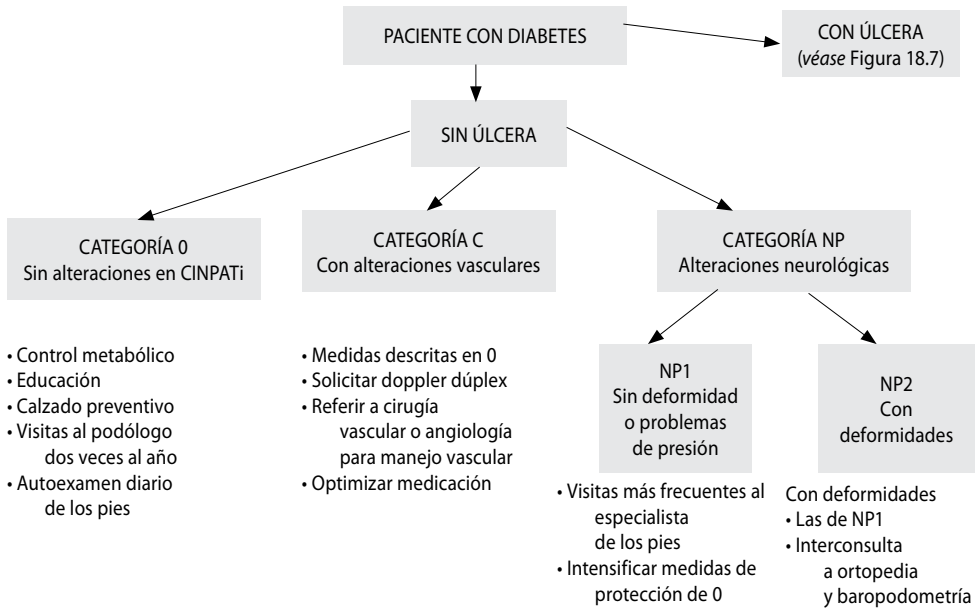 PACIENTE CON DIABETES
CON ÚLCERA
(véase Figura 18.7)
SIN ÚLCERA
CATEGORÍA 0
Sin alteraciones en CINPATi
CATEGORÍA C
Con alteraciones vasculares
CATEGORÍA NP
Alteraciones neurológicas
• Control metabólico
• Educación
• Calzado preventivo
• Visitas al podólogo
dos veces al año
• Autoexamen diario
de los pies
• Medidas descritas en 0
• Solicitar doppler dúplex
• Referir a cirugía
vascular o angiología
para manejo vascular
• Optimizar medicación
NP1
Sin deformidad
o problemas
de presión
• Visitas más frecuentes al
especialista
de los pies
• Intensificar medidas de
protección de 0
NP2
Con
deformidades
Con deformidades
• Las de NP1
• Interconsulta
a ortopedia
y baropodometría